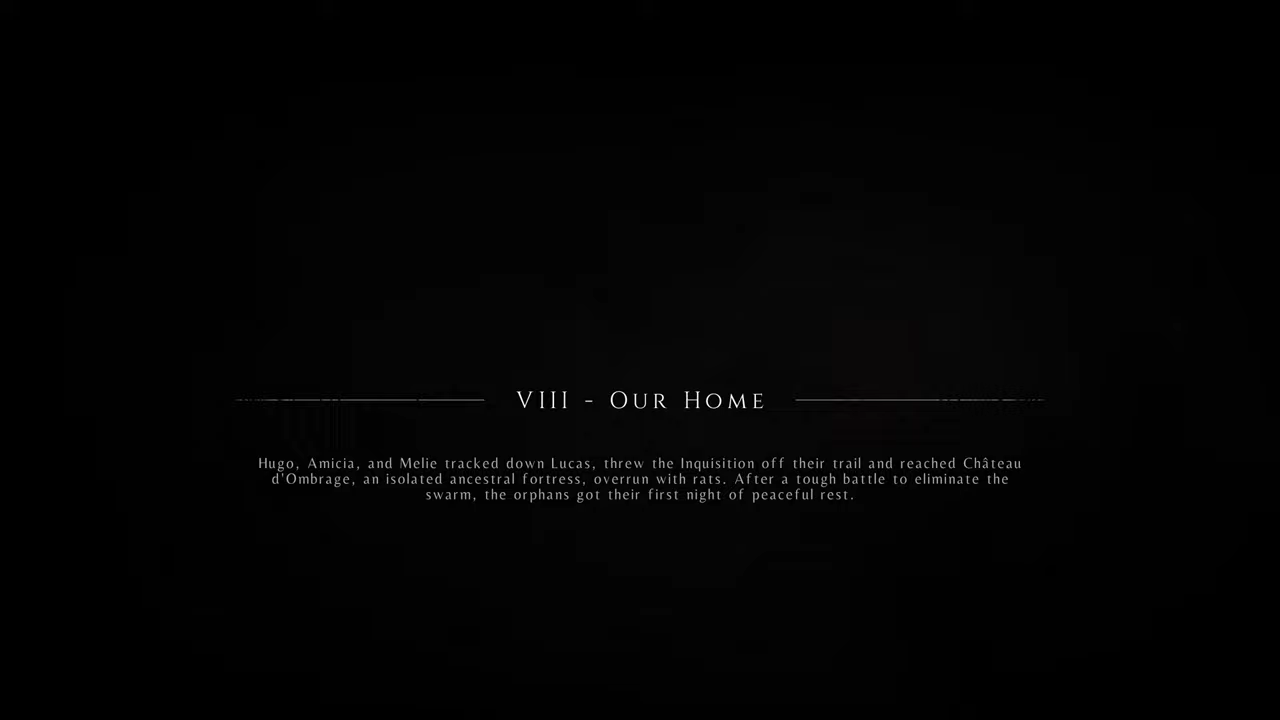 VIII - Our Home
Hugo, Amicia, and Melie tracked down Lucas, threw the Inquisition off their trail and reached Château
d'Ombrage, an isolated ancestral fortress, overrun with rats. After a tough battle to eliminate the
swarm, the orphans got their first night of peaceful rest.